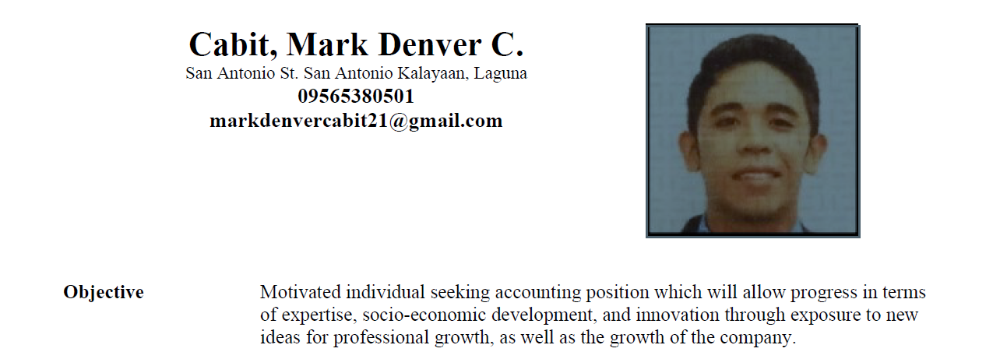 Cabit, Mark Denver C.
San Antonio St. San Antonio Kalayaan, Laguna
09565380501
markdenvercabit21@gmail.com
Objective
Motivated individual seeking accounting position which will allow progress in terms
of expertise, socio-economic development, and innovation through exposure to new
ideas for professional growth, as well as the growth of the company.